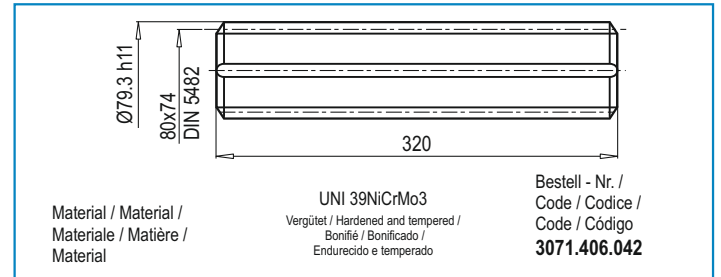 Ø79.3 h11
80x74
DIN 5482
320
Material / Material /
Materiale / Matière /
Material
UNI 39NiCrMo3
Vergütet / Hardened and tempered /
Bonifié / Bonificado /
Endurecido e temperado
Bestell - Nr. /
Code / Codice /
Code / Código
3071.406.042